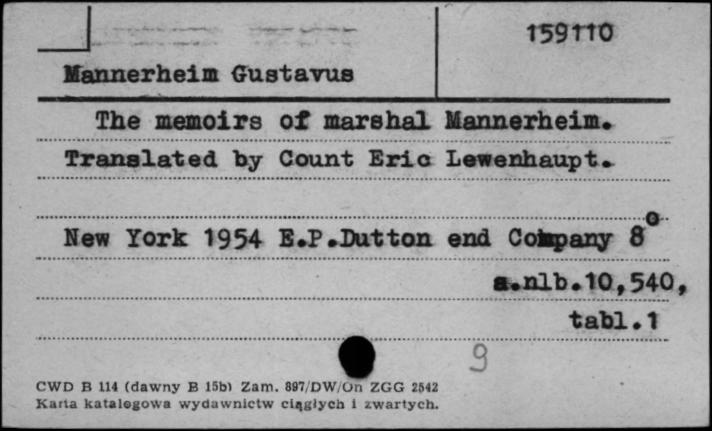 159110
Mannerheim Gustavus
The memoirs of marshal Mannerheim.
Translated by Count Eric Lewenhaupt.
New York 1954 E.P.Dutton end Company 8°
s.nlb.10,540,
tabl.1
9
CWD B 114 (dawny B 15b) Zam. 897/DW/On ZGG 2542
Karta katalogowa wydawnictw ciągłych i zwartych.